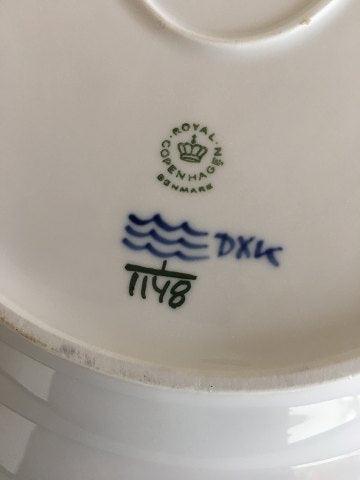 ROYAL
COPENHAGEN
DENMARK
DXK
1148